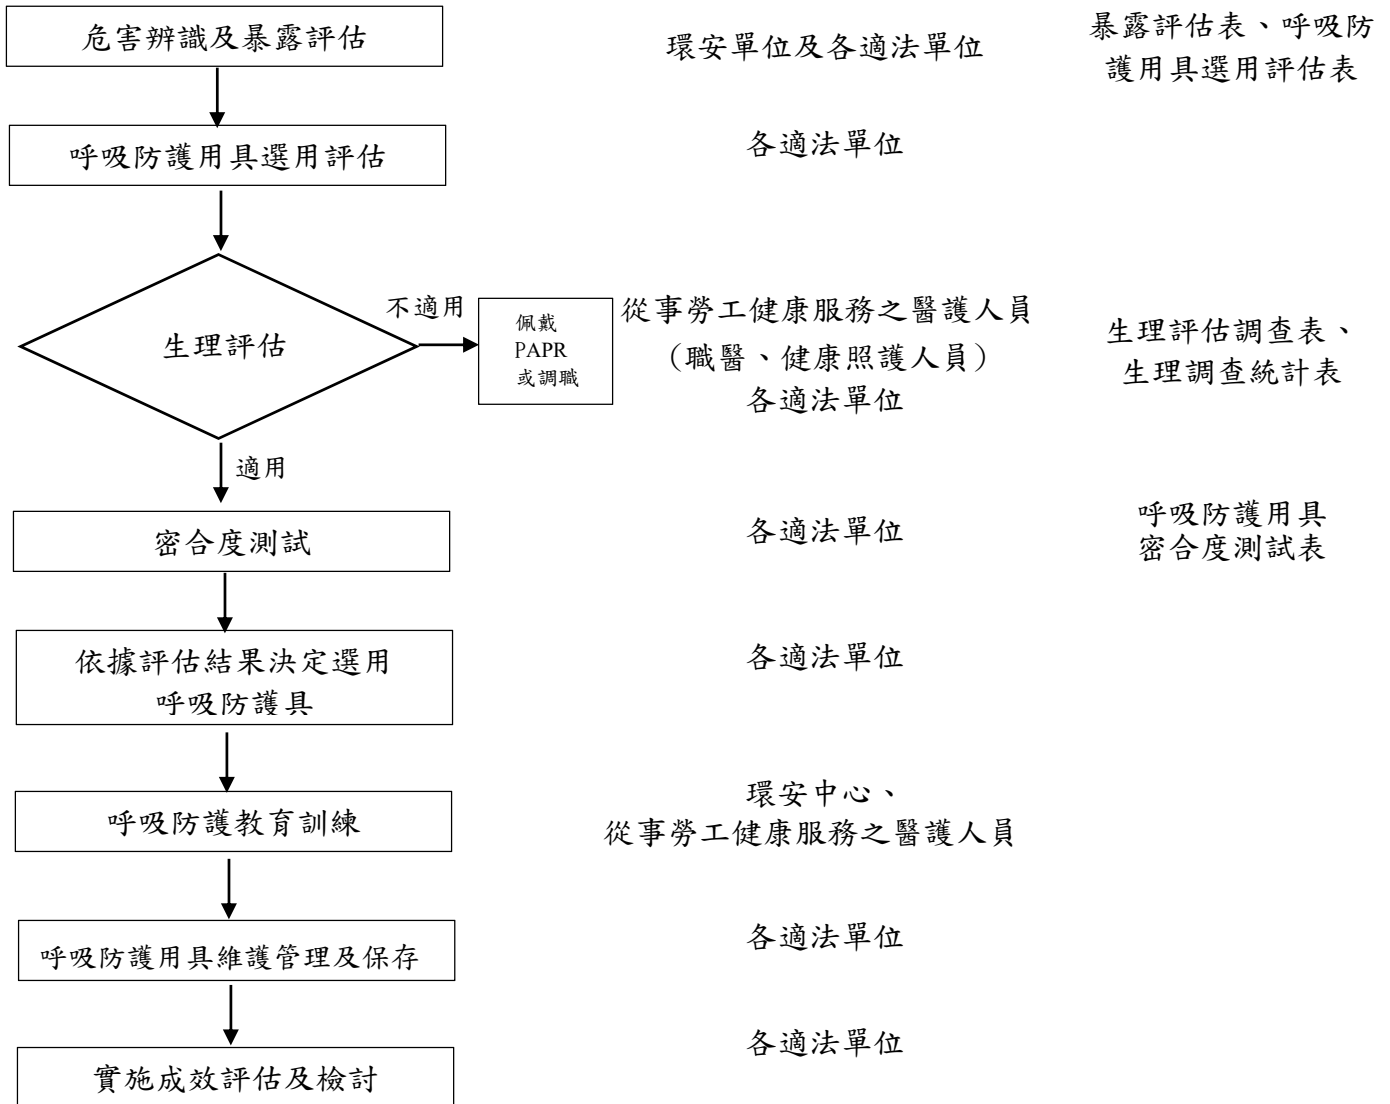 危害辨識及暴露評估
環安單位及各適法單位
暴露評估表、呼吸防
護用具選用評估表
呼吸防護用具選用評估
各適法單位
生理評估
不適用
佩戴
PAPR
或調職
從事勞工健康服務之醫護人員
（職醫、健康照護人員）
各適法單位
生理評估調查表、
生理調查統計表
適用
密合度測試
各適法單位
呼吸防護用具
密合度測試表
依據評估結果決定選用
呼吸防護具
各適法單位
呼吸防護教育訓練
環安中心、
從事勞工健康服務之醫護人員
呼吸防護用具維護管理及保存
各適法單位
實施成效評估及檢討
各適法單位